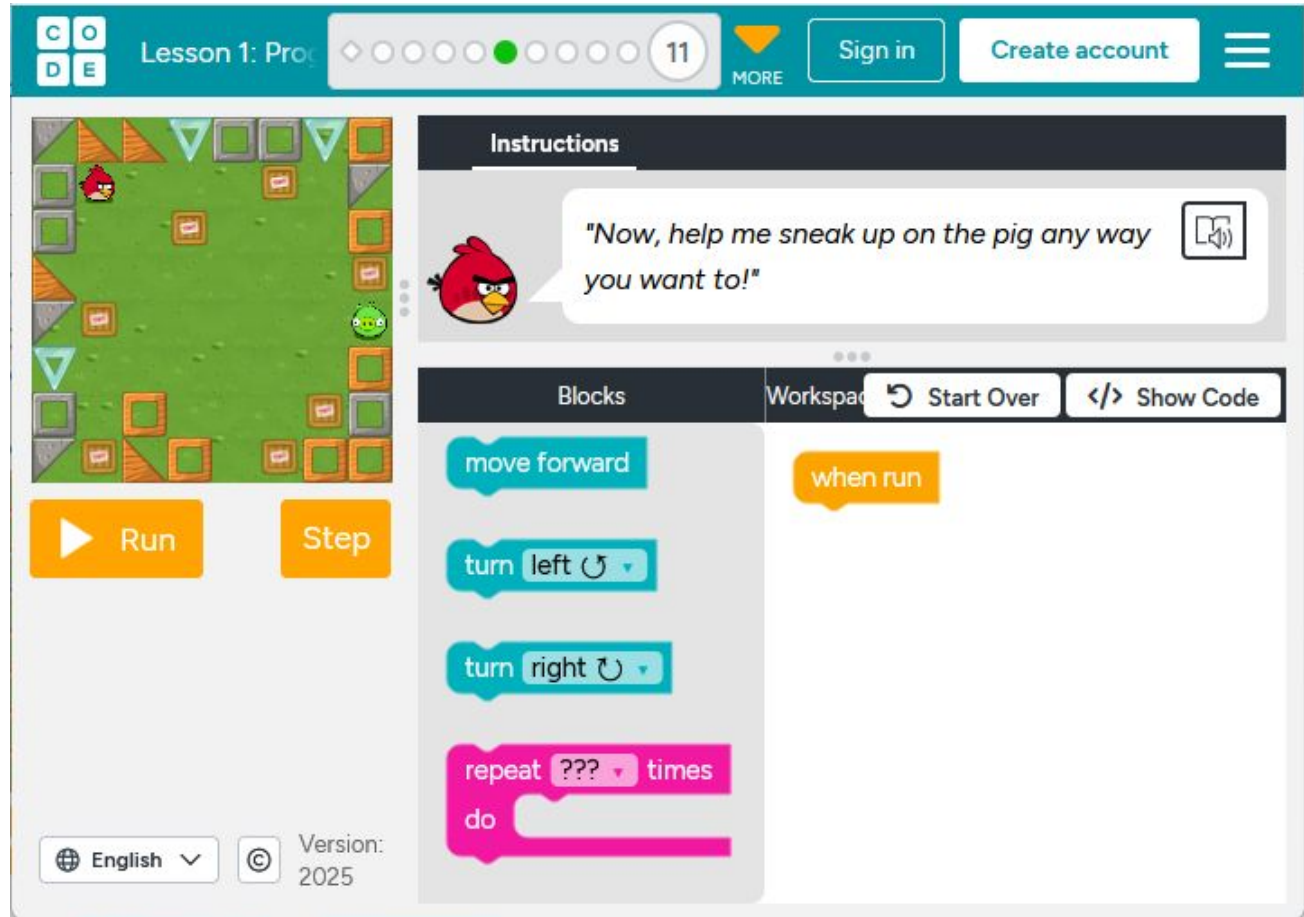 C O
D E
Lesson 1: Pro
11
MORE
Sign in
Create account
Instructions
"Now, help me sneak up on the pig any way
you want to!"
Blocks
Workspac
Start Over
</> Show Code
move forward
when run
turn left
turn right
repeat ??? times
do
Run
Step
English
©
Version:
2025